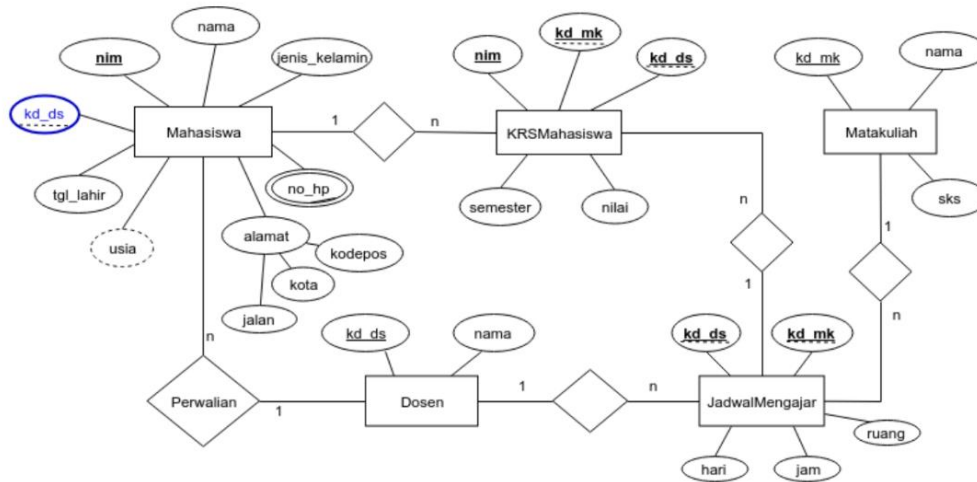 nama
nim
jenis_kelamin
kd_ds
Mahasiswa
tgl_lahir
usia
no_hp
alamat
kodepos
kota
jalan
1
n
nim
kd_mk
kd_ds
KRSMahasiswa
semester
nilai
n
1
kd_mk
nama
Matakuliah
sks
1
n
n
Perwalian
1
kd_ds
nama
Dosen
1
n
kd_ds
kd_mk
JadwalMengajar
ruang
hari
jam